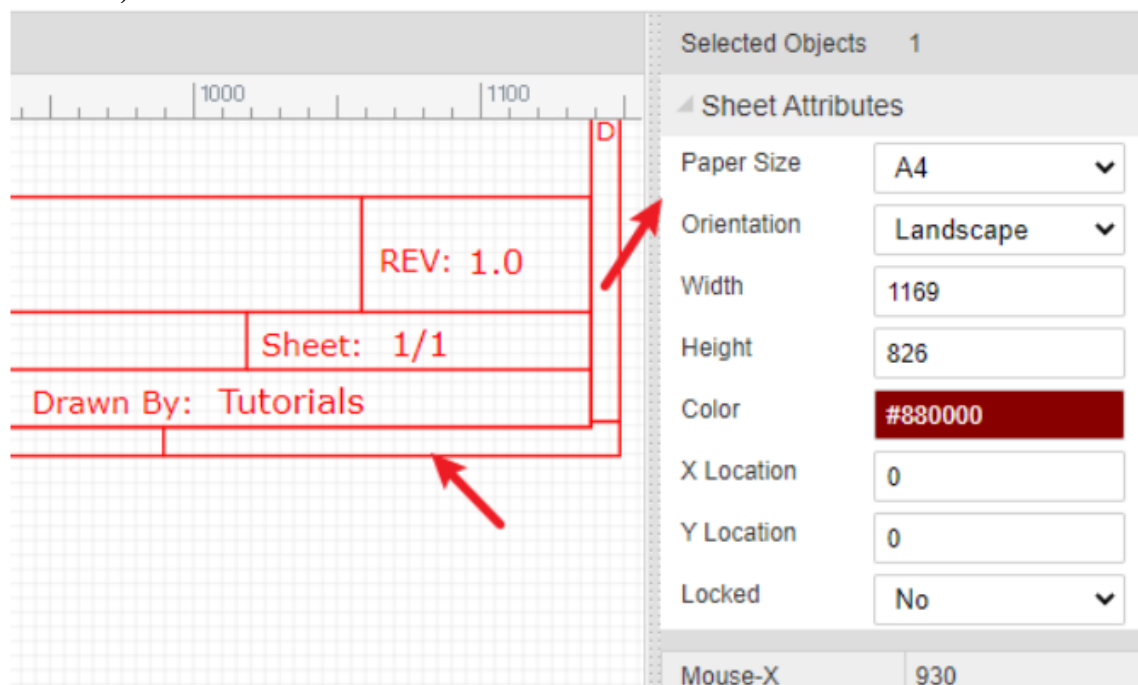 Selected Objects 1
1000 1100
Sheet Attributes
D
Paper Size A4
Orientation Landscape
REV: 1.0
Width 1169
Sheet: 1/1
Height 826
Drawn By: Tutorials
Color #880000
X Location 0
Y Location 0
Locked No
Mouse-X 930